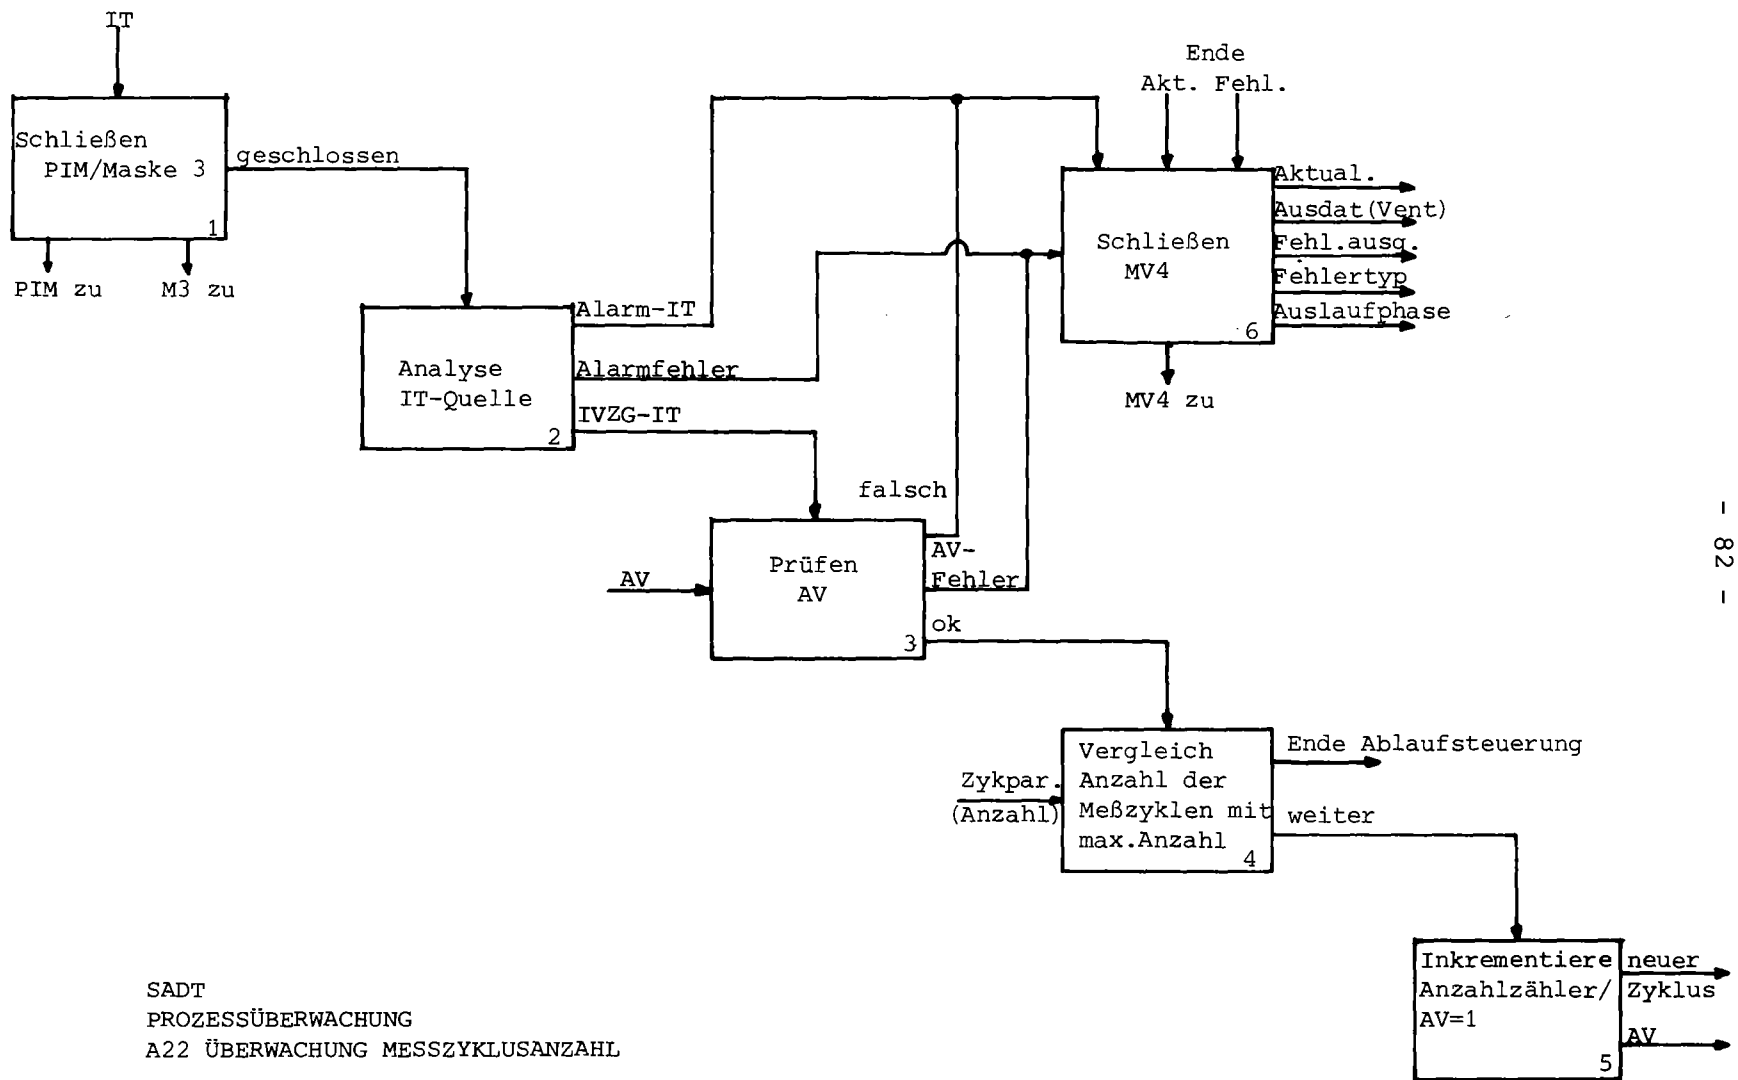 IT
Schließen
PIM/Maske 3
1
geschlossen
PIM zu
M3 zu
Analyse
IT-Quelle
2
Alarm-IT
Alarmfehler
IVZG-IT
Ende
Akt. Fehl.
Schließen
MV4
6
Aktual.
Ausdat(Vent)
Fehl.ausg.
Fehlertyp
Auslaufphase
MV4 zu
falsch
AV
Prüfen
AV
3
AV-
Fehler
ok
Zykpar.
(Anzahl)
Vergleich
Anzahl der
Meßzyklen mit
max.Anzahl
4
Ende Ablaufsteuerung
weiter
Inkrementiere
Anzahlzähler/
AV=1
5
neuer
Zyklus
AV
SADT
PROZESSÜBERWACHUNG
A22 ÜBERWACHUNG MESSZYKLUSANZAHL
- 82 -